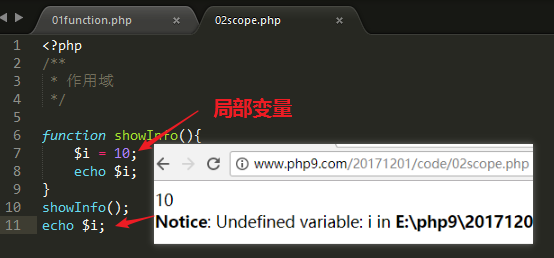 01function.php × 02scope.php ×
1 <?php
2 /**
3 * 作用域
4 */
5
6 function showInfo(){
局部变量
7 $i = 10;
8 echo $i;
9 }
10 showInfo();
11 echo $i;
www.php9.com/20171201/code/02scope.php
10
Notice: Undefined variable: i in E:\php9\2017120